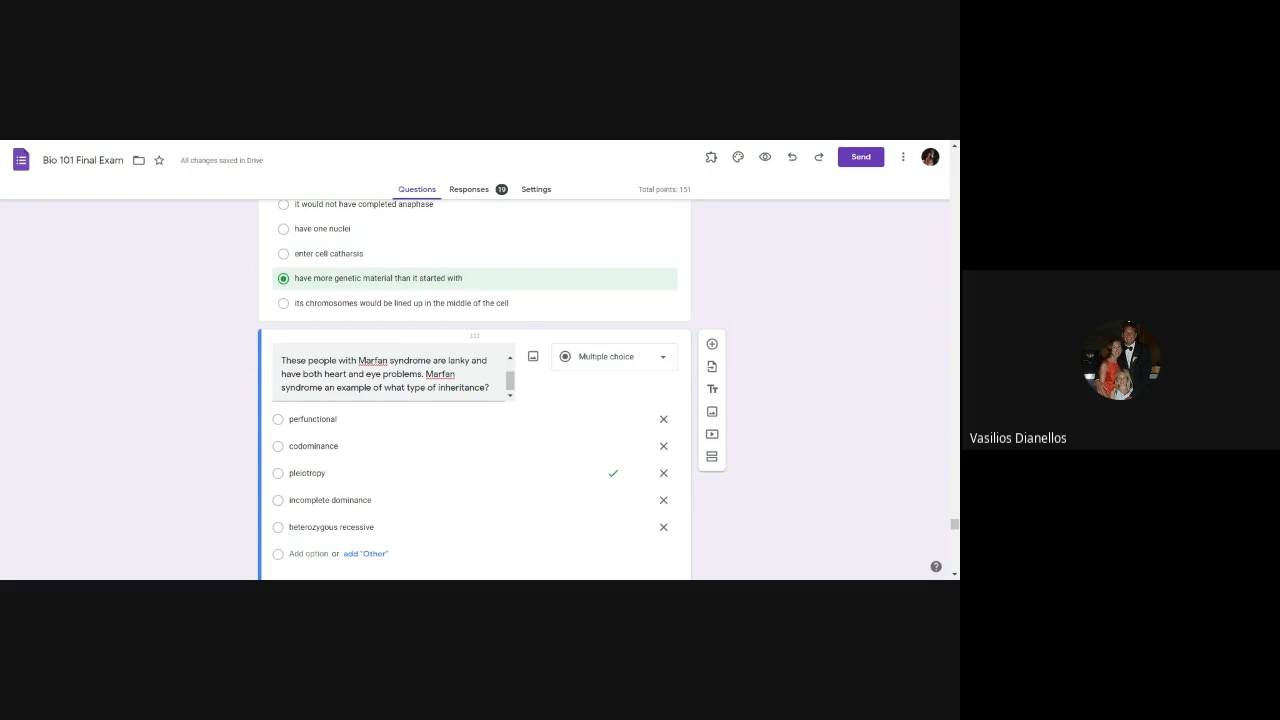 Bio 101 Final Exam
All changes saved in Drive
Send
Questions
Responses 19
Settings
Total points: 151
it would not have completed anaphase
have one nuclei
enter cell catharsis
have more genetic material than it started with
its chromosomes would be lined up in the middle of the cell
These people with Marfan syndrome are lanky and
have both heart and eye problems. Marfan
syndrome an example of what type of inheritance?
Multiple choice
perfunctional
codominance
pleiotropy
incomplete dominance
heterozygous recessive
Add option or add "Other"
Vasilios Dianellos